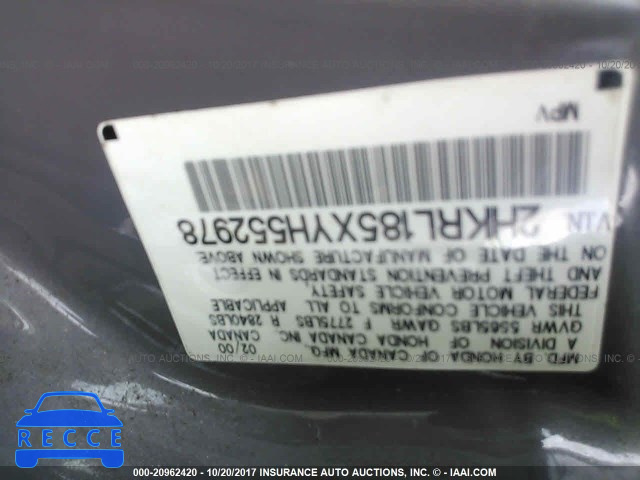 MFD BY HONDA OF CANADA MFG. 02/00
A DIVISION OF HONDA CANADA INC CANADA
GVWR 5565LBS GAWR F 2775LBS R 2840LBS
THIS VEHICLE CONFORMS TO ALL APPLICABLE
FEDERAL MOTOR VEHICLE SAFETY
AND THEFT PREVENTION STANDARDS IN EFFECT
ON THE DATE OF MANUFACTURE SHOWN ABOVE
VIN 2HKRL185XYH552978
MPV
RECCE
000-20962420 - 10/20/2017 INSURANCE AUTO AUCTIONS, INC. - © IAAI.COM